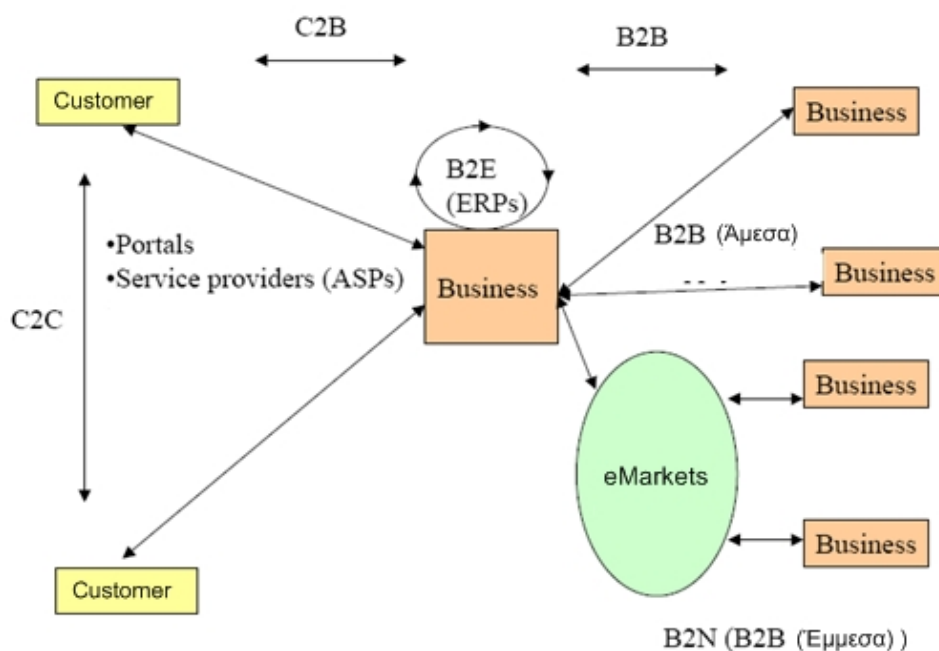 C2B
B2B
Customer
Business
B2E
(ERPs)
B2B (Άμεσα)
•Portals
•Service providers (ASPs)
Business
Business
C2C
Business
eMarkets
Business
Customer
B2N (B2B (Έμμεσα) )